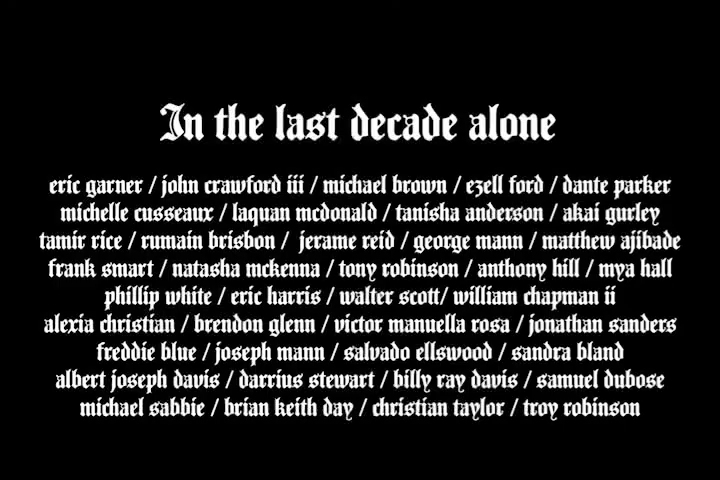 In the last decade alone
eric garner / john crawford iii / michael brown / ezell ford / dante parker
michelle cusseaux / laquan mcdonald / tanisha anderson / akai gurley
tamir rice / rumain brisbon / jerame reid / george mann / matthew ajibade
frank smart / natasha mckenna / tony robinson / anthony hill / mya hall
phillip white / eric harris / walter scott/ william chapman ii
alexia christian / brendon glenn / victor manuella rosa / jonathan sanders
freddie blue / joseph mann / salvado ellswood / sandra bland
albert joseph davis / darrius stewart / billy ray davis / samuel dubose
michael sabbie / brian keith day / christian taylor / troy robinson